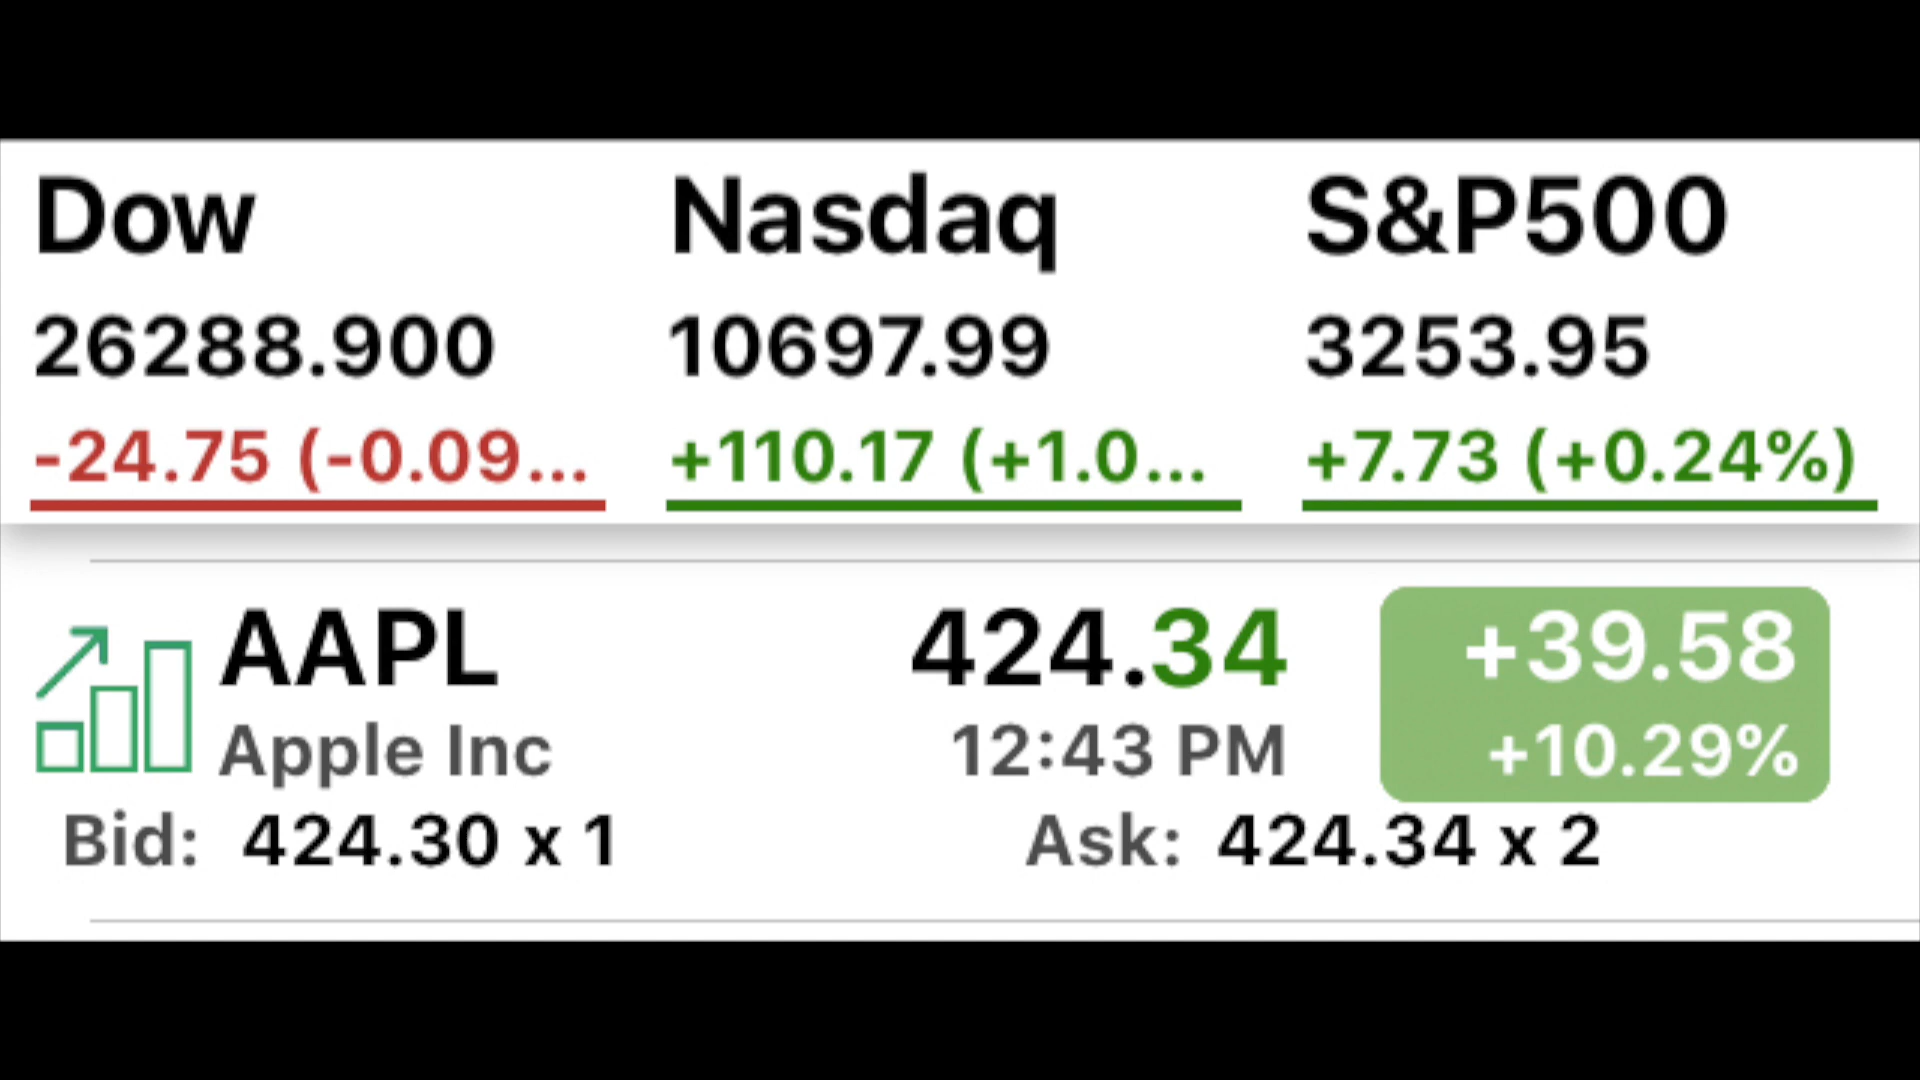 Dow Nasdaq S&P500
26288.900 10697.99 3253.95
-24.75 (-0.09... +110.17 (+1.0... +7.73 (+0.24%)
AAPL 424.34 +39.58
Apple Inc 12:43 PM +10.29%
Bid: 424.30 x 1 Ask: 424.34 x 2